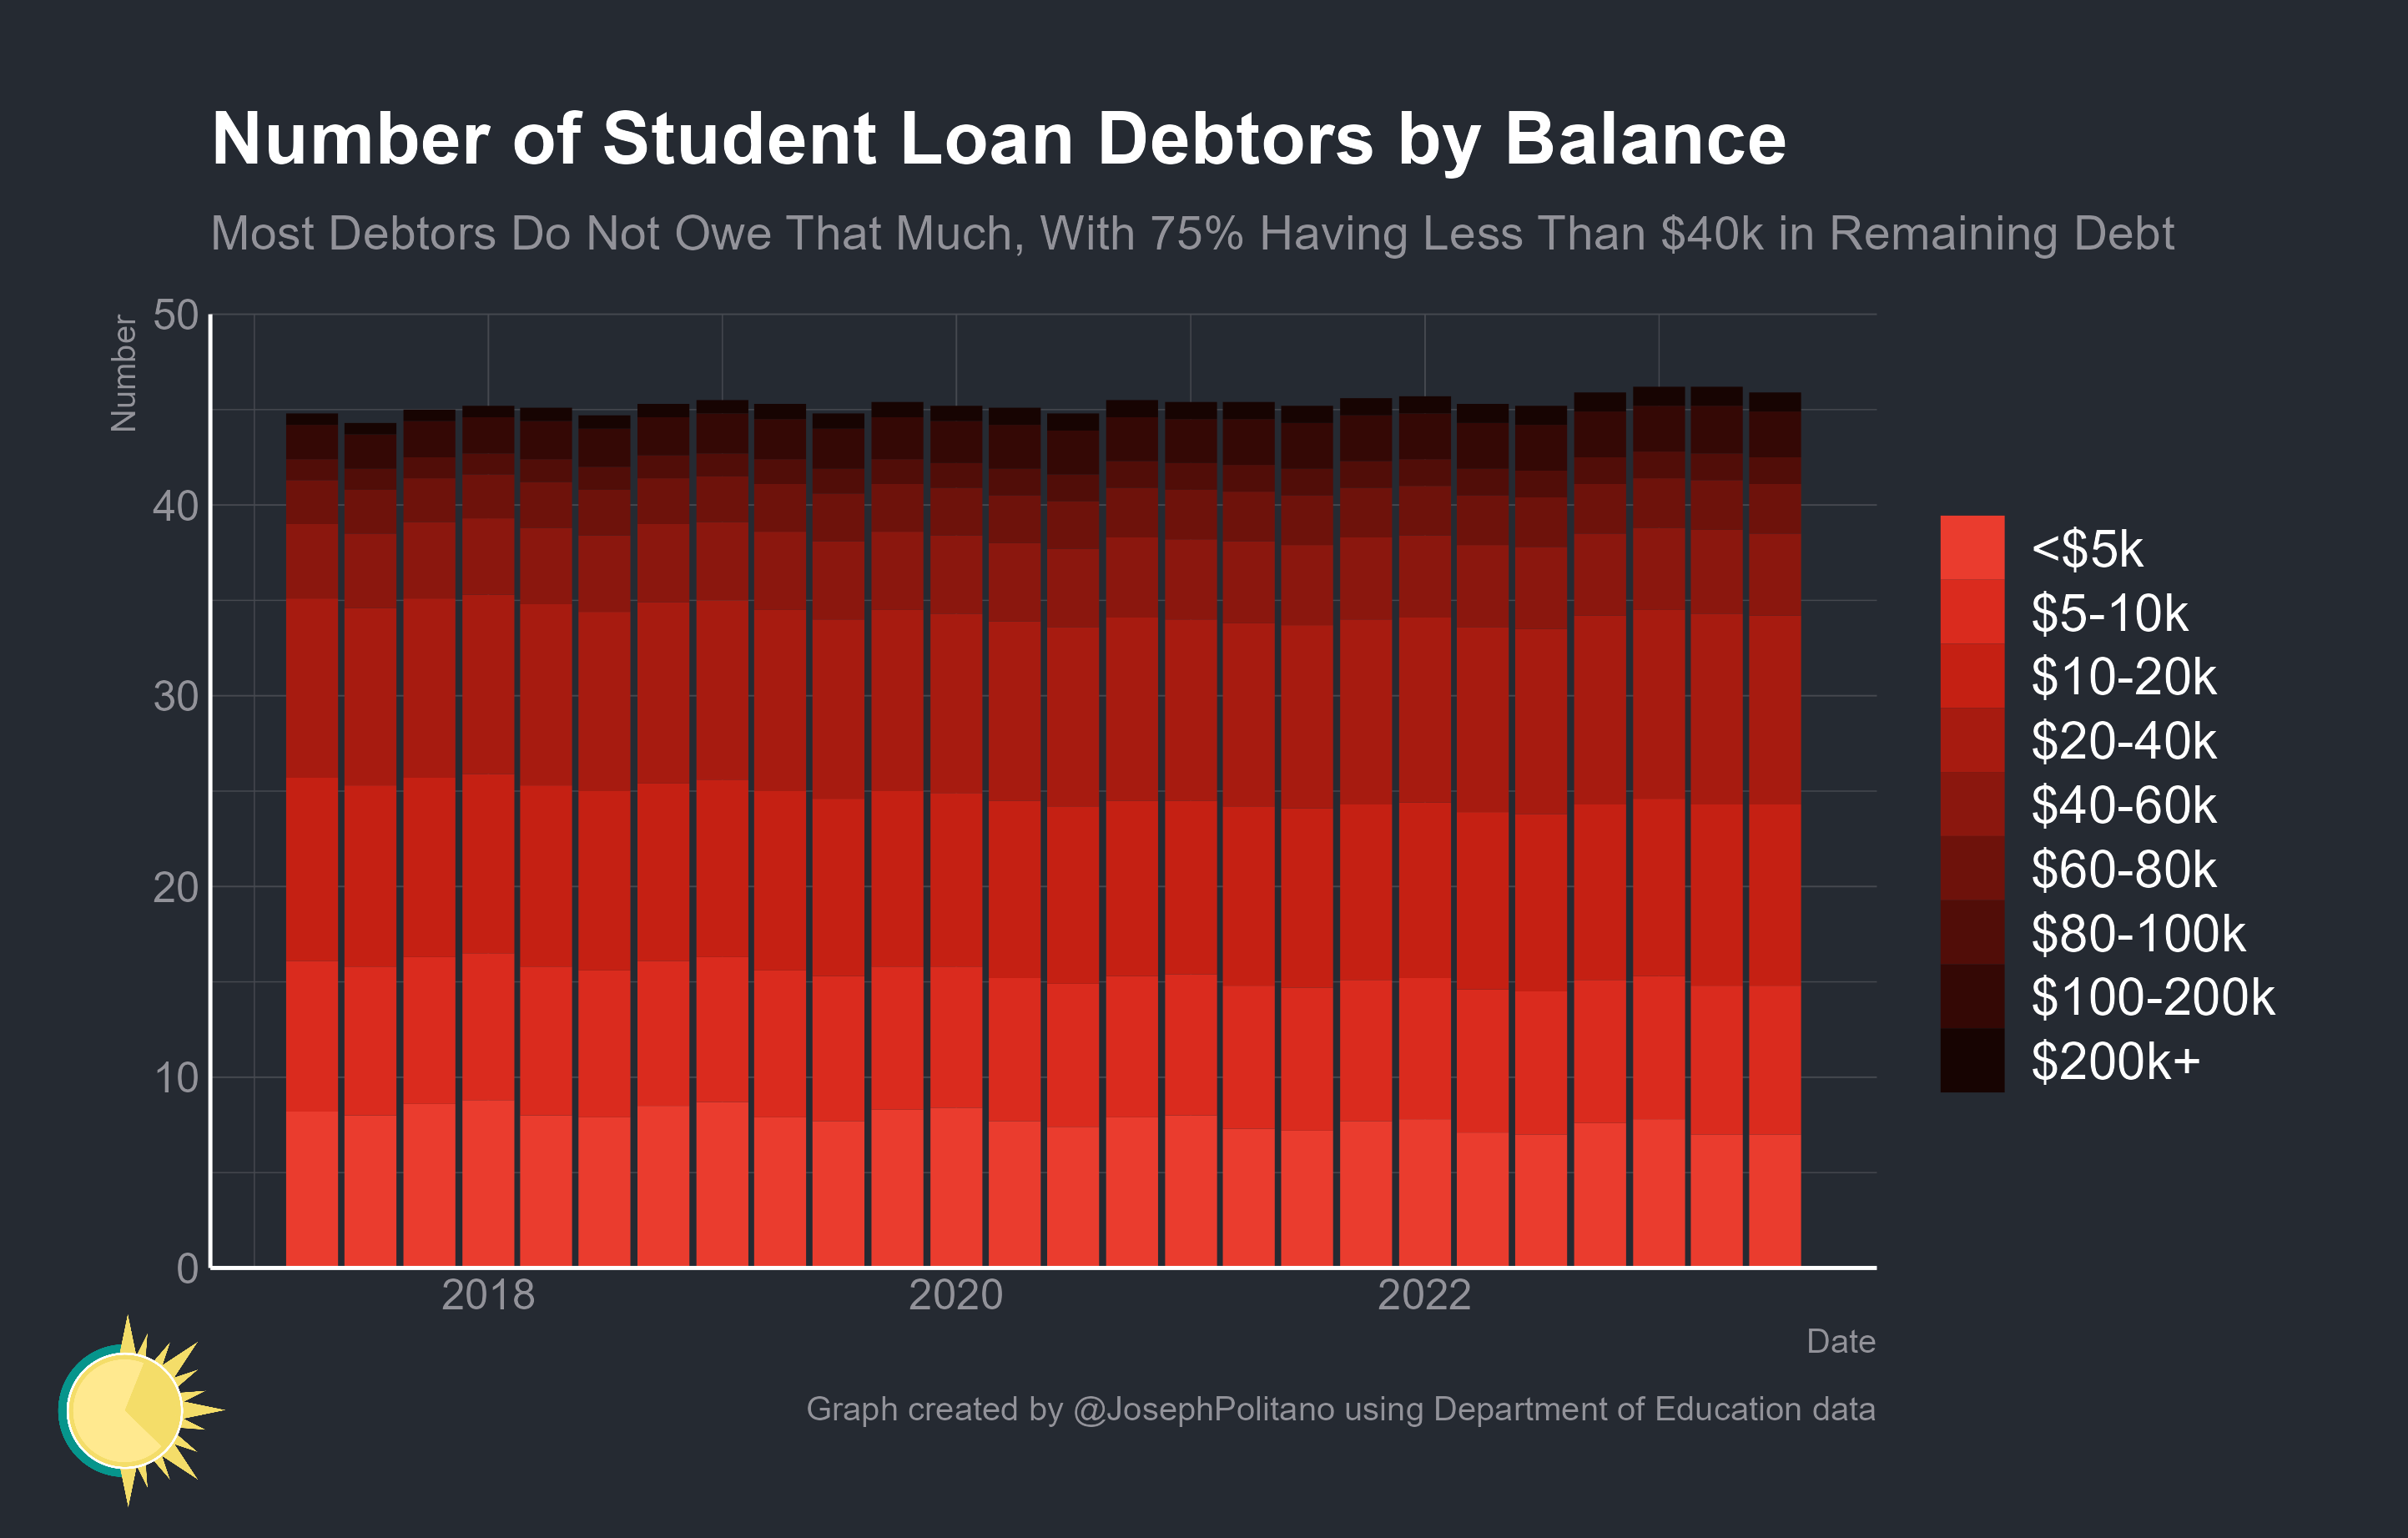 Number of Student Loan Debtors by Balance
Most Debtors Do Not Owe That Much, With 75% Having Less Than $40k in Remaining Debt
Number
50
40
30
20
10
0
2018
2020
2022
Date
<$5k
$5-10k
$10-20k
$20-40k
$40-60k
$60-80k
$80-100k
$100-200k
$200k+
Graph created by @JosephPolitano using Department of Education data